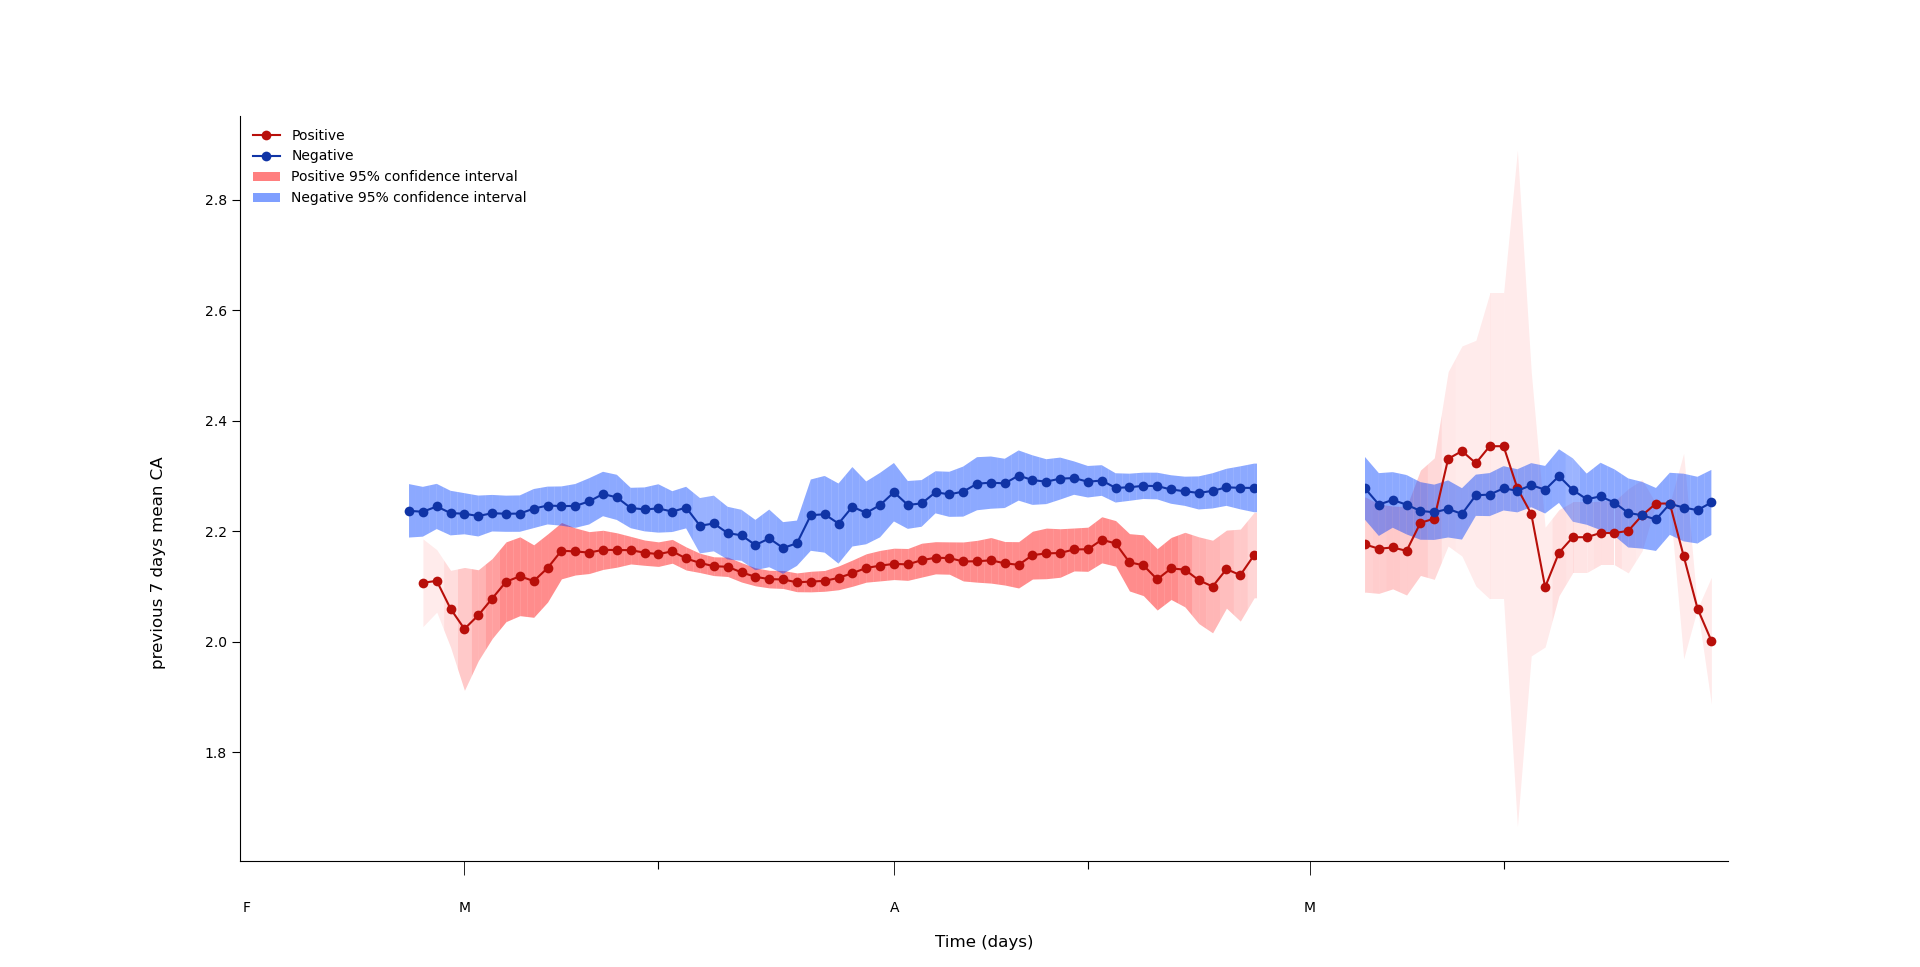 Positive
Negative
Positive 95% confidence interval
Negative 95% confidence interval
2.8
2.6
2.4
2.2
2.0
1.8
previous 7 days mean CA
F M A M
Time (days)